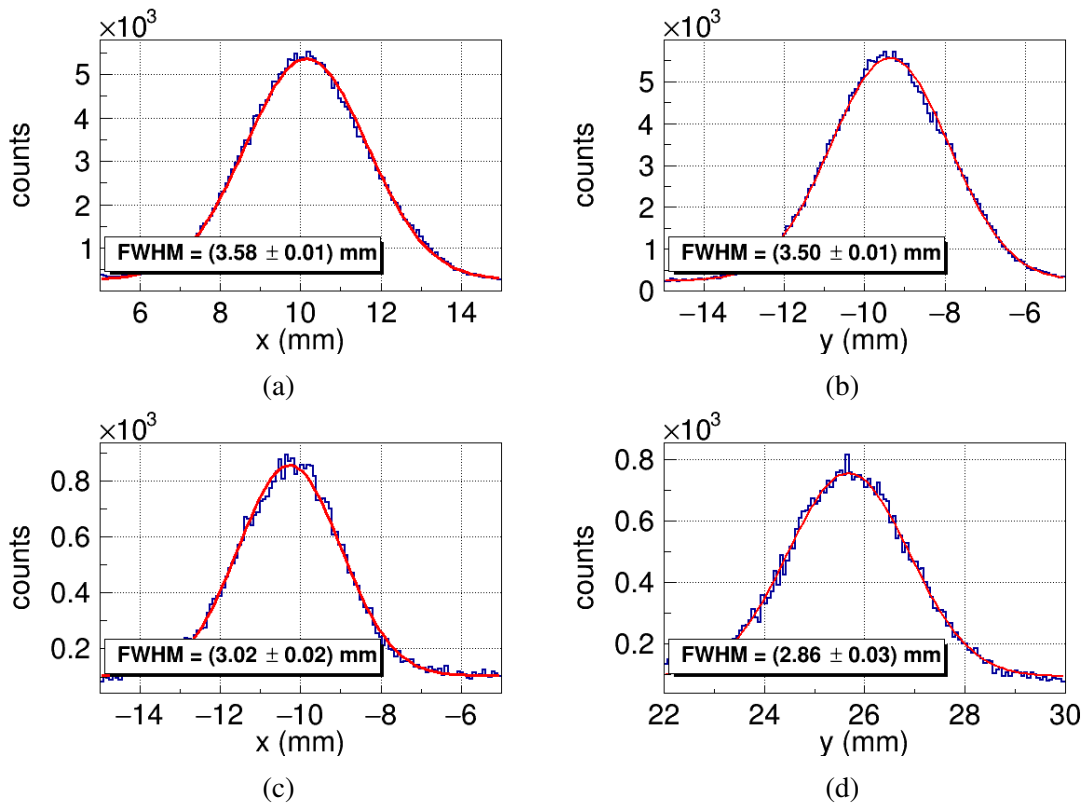 ×10³
5
4
3
2
1
counts
FWHM = (3.58 ± 0.01) mm
6 8 10 12 14
x (mm)
(a)
×10³
5
4
3
2
1
0
counts
FWHM = (3.50 ± 0.01) mm
−14 −12 −10 −8 −6
y (mm)
(b)
×10³
0.8
0.6
0.4
0.2
counts
FWHM = (3.02 ± 0.02) mm
−14 −12 −10 −8 −6
x (mm)
(c)
×10³
0.8
0.6
0.4
0.2
counts
FWHM = (2.86 ± 0.03) mm
22 24 26 28 30
y (mm)
(d)